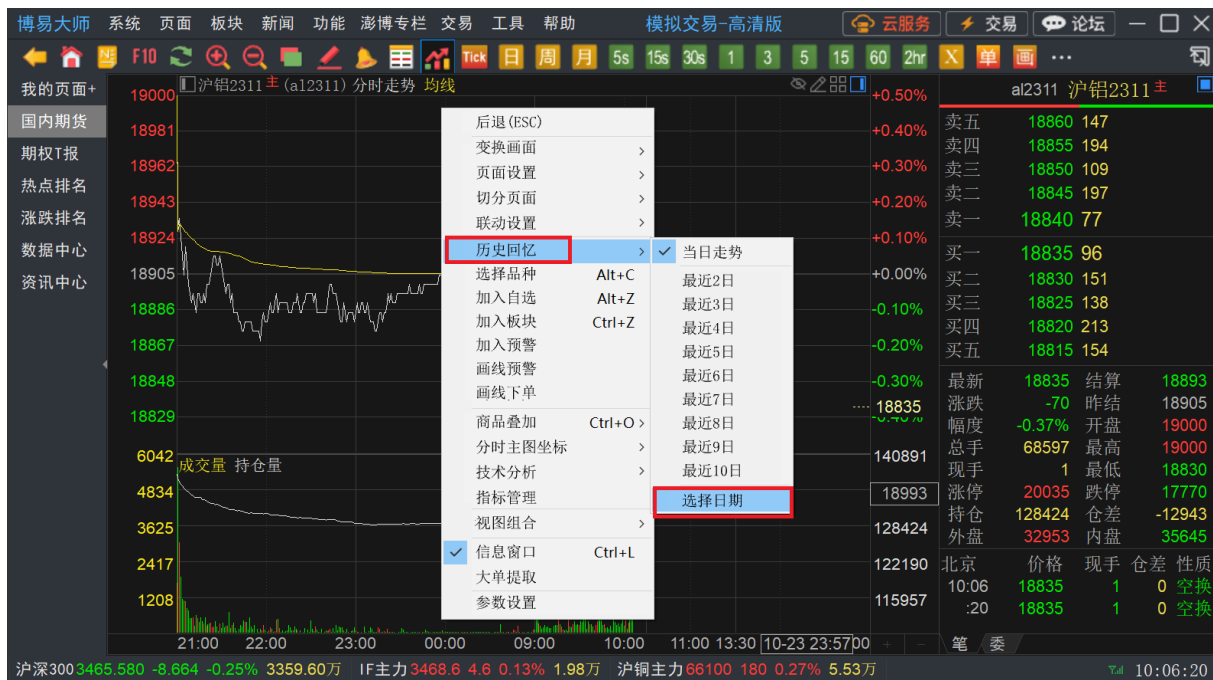 博易大师 系统 页面 板块 新闻 功能 澎博专栏 交易 工具 帮助 模拟交易-高清版 云服务 交易 论坛
F10 Tick 日 周 月 5s 15s 30s 1 3 5 15 60 2hr X 单 画 ···
我的页面+
国内期货
期权T报
热点排名
涨跌排名
数据中心
资讯中心
沪铝2311主 (al2311) 分时走势 均线
19000 +0.50%
18981 +0.40%
18962 +0.30%
18943 +0.20%
18924 +0.10%
18905 +0.00%
18886 -0.10%
18867 -0.20%
18848 -0.30%
18835
18829
6042 成交量 持仓量 140891
4834 18993
3625 128424
2417 122190
1208 115957
21:00 22:00 23:00 00:00 09:00 10:00 11:00 13:30 10-23 23:57 00
后退(ESC)
变换画面
页面设置
切分页面
联动设置
历史回忆
选择品种 Alt+C
加入自选 Alt+Z
加入板块 Ctrl+Z
加入预警
画线预警
画线下单
商品叠加 Ctrl+O
分时主图坐标
技术分析
指标管理
视图组合
信息窗口 Ctrl+L
大单提取
参数设置
当日走势
最近2日
最近3日
最近4日
最近5日
最近6日
最近7日
最近8日
最近9日
最近10日
选择日期
al2311 沪铝2311主
卖五 18860 147
卖四 18855 194
卖三 18850 109
卖二 18845 197
卖一 18840 77
买一 18835 96
买二 18830 151
买三 18825 138
买四 18820 213
买五 18815 154
最新 18835 结算 18893
涨跌 -70 昨结 18905
幅度 -0.37% 开盘 19000
总手 68597 最高 19000
现手 1 最低 18830
涨停 20035 跌停 17770
持仓 128424 仓差 -12943
外盘 32953 内盘 35645
北京 价格 现手 仓差 性质
10:06 18835 1 0 空换
:20 18835 1 0 空换
笔 委
沪深300 3465.580 -8.664 -0.25% 3359.60万 IF主力 3468.6 4.6 0.13% 1.98万 沪铜主力 66100 180 0.27% 5.53万 10:06:20